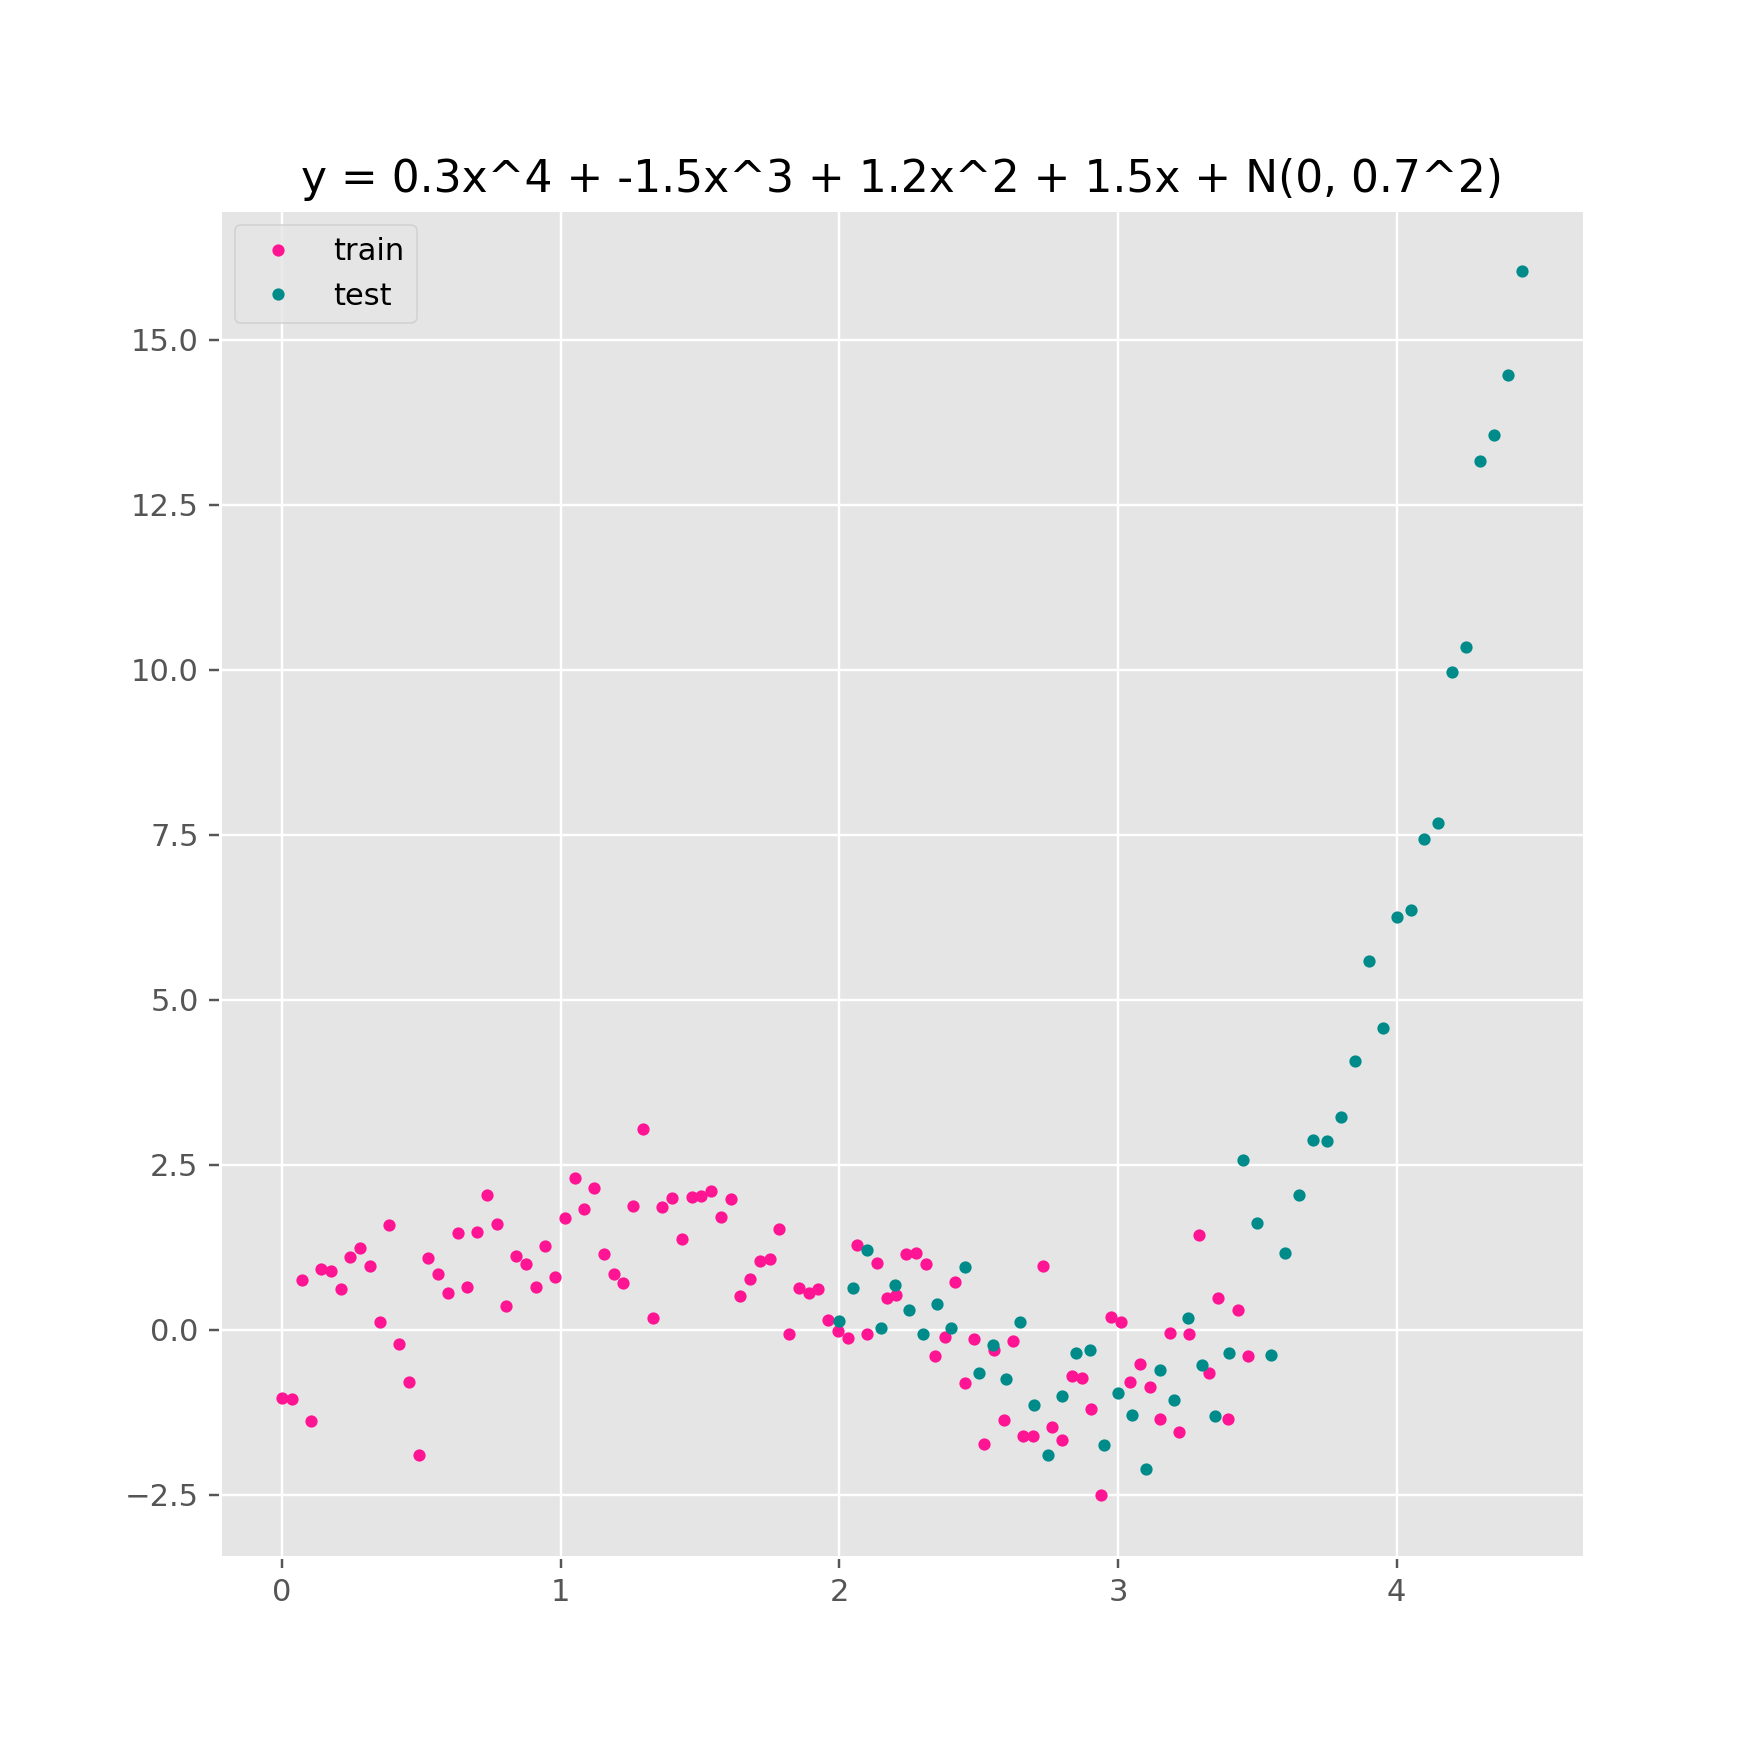 y = 0.3x^4 + -1.5x^3 + 1.2x^2 + 1.5x + N(0, 0.7^2)
train
test
15.0
12.5
10.0
7.5
5.0
2.5
0.0
−2.5
0 1 2 3 4